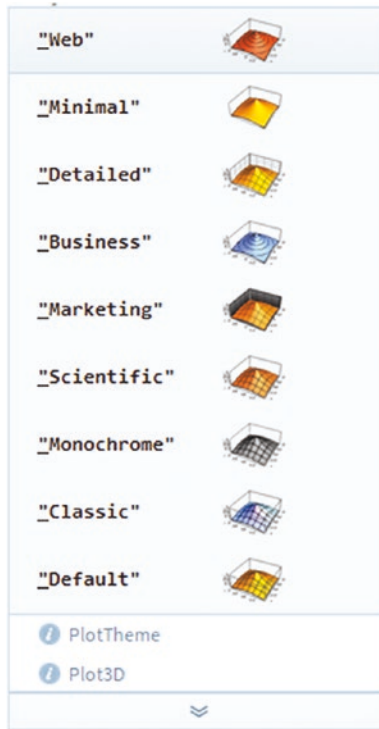 _"Web"
_"Minimal"
_"Detailed"
_"Business"
_"Marketing"
_"Scientific"
_"Monochrome"
_"Classic"
_"Default"
i PlotTheme
i Plot3D